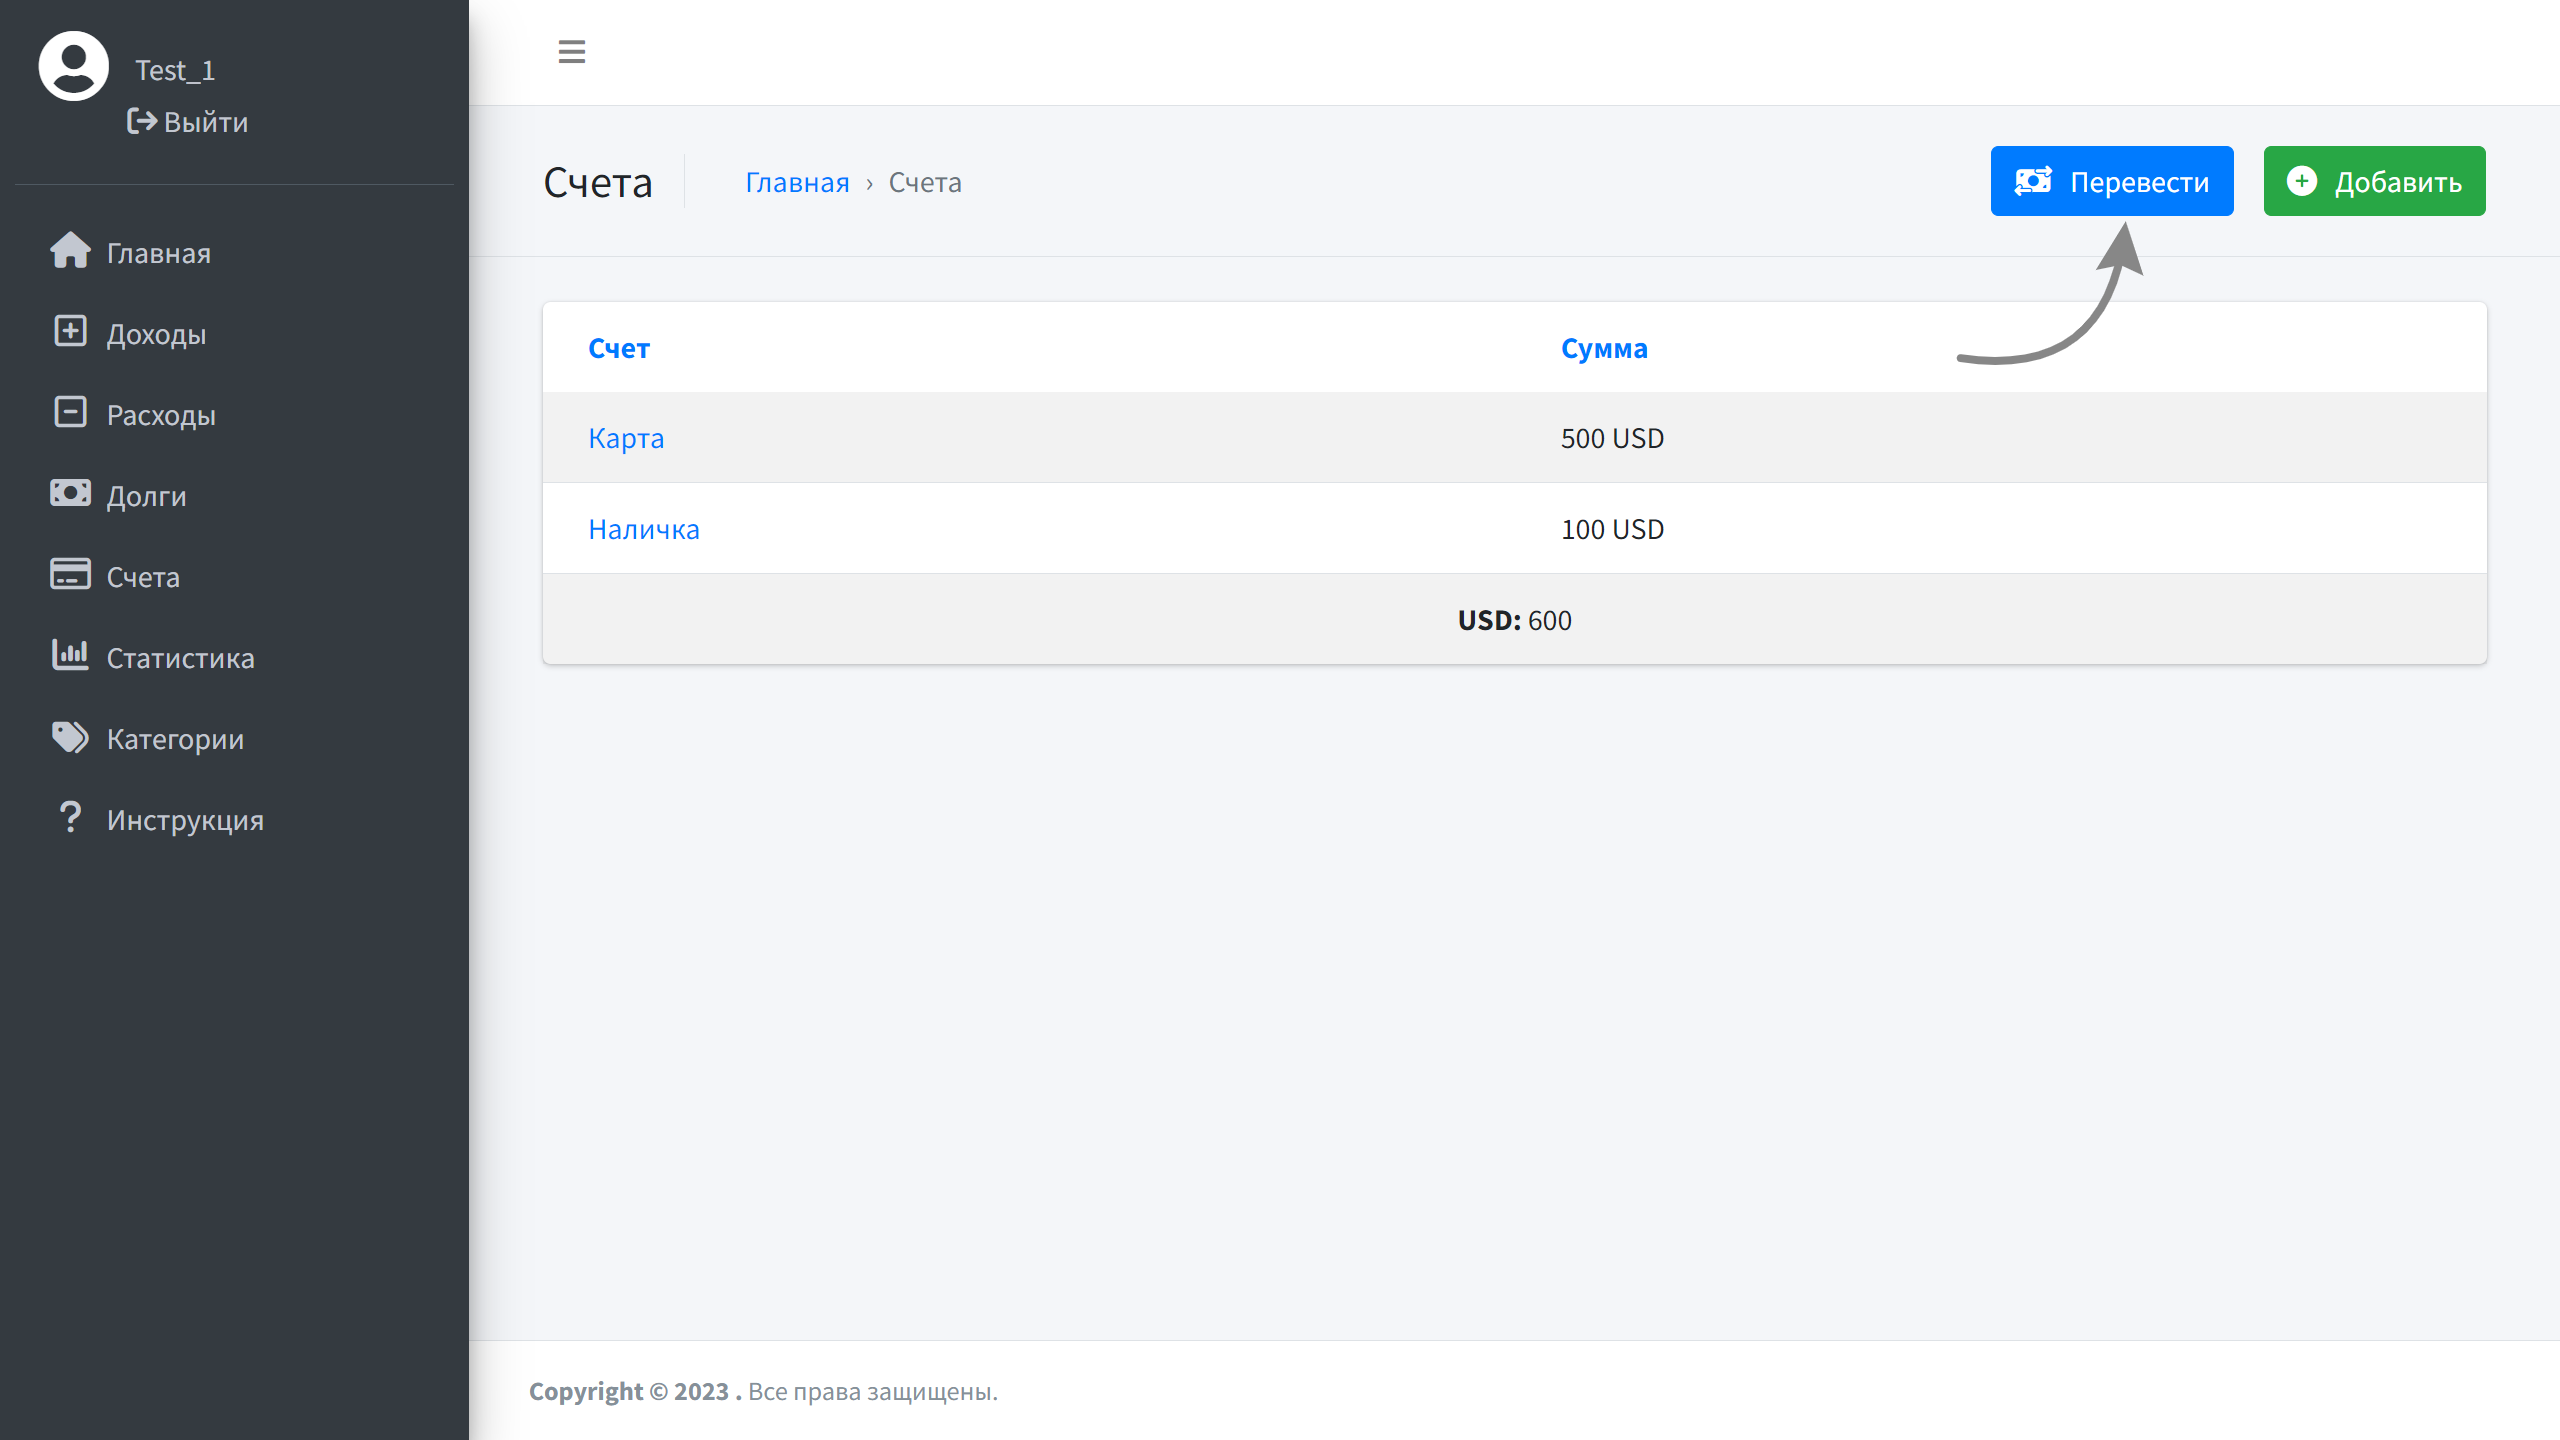 Test_1
Выйти
Главная
Доходы
Расходы
Долги
Счета
Статистика
Категории
Инструкция
Счета
Главная › Счета
Перевести
Добавить
Счет Сумма
Карта 500 USD
Наличка 100 USD
USD: 600
Copyright © 2023 . Все права защищены.